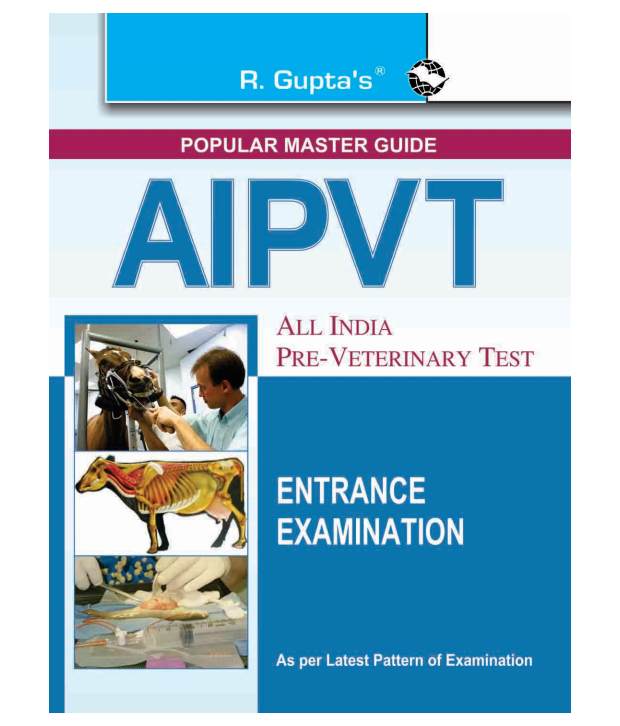 R. Gupta's®
POPULAR MASTER GUIDE
AIPVT
ALL INDIA
PRE-VETERINARY TEST
ENTRANCE
EXAMINATION
As per Latest Pattern of Examination